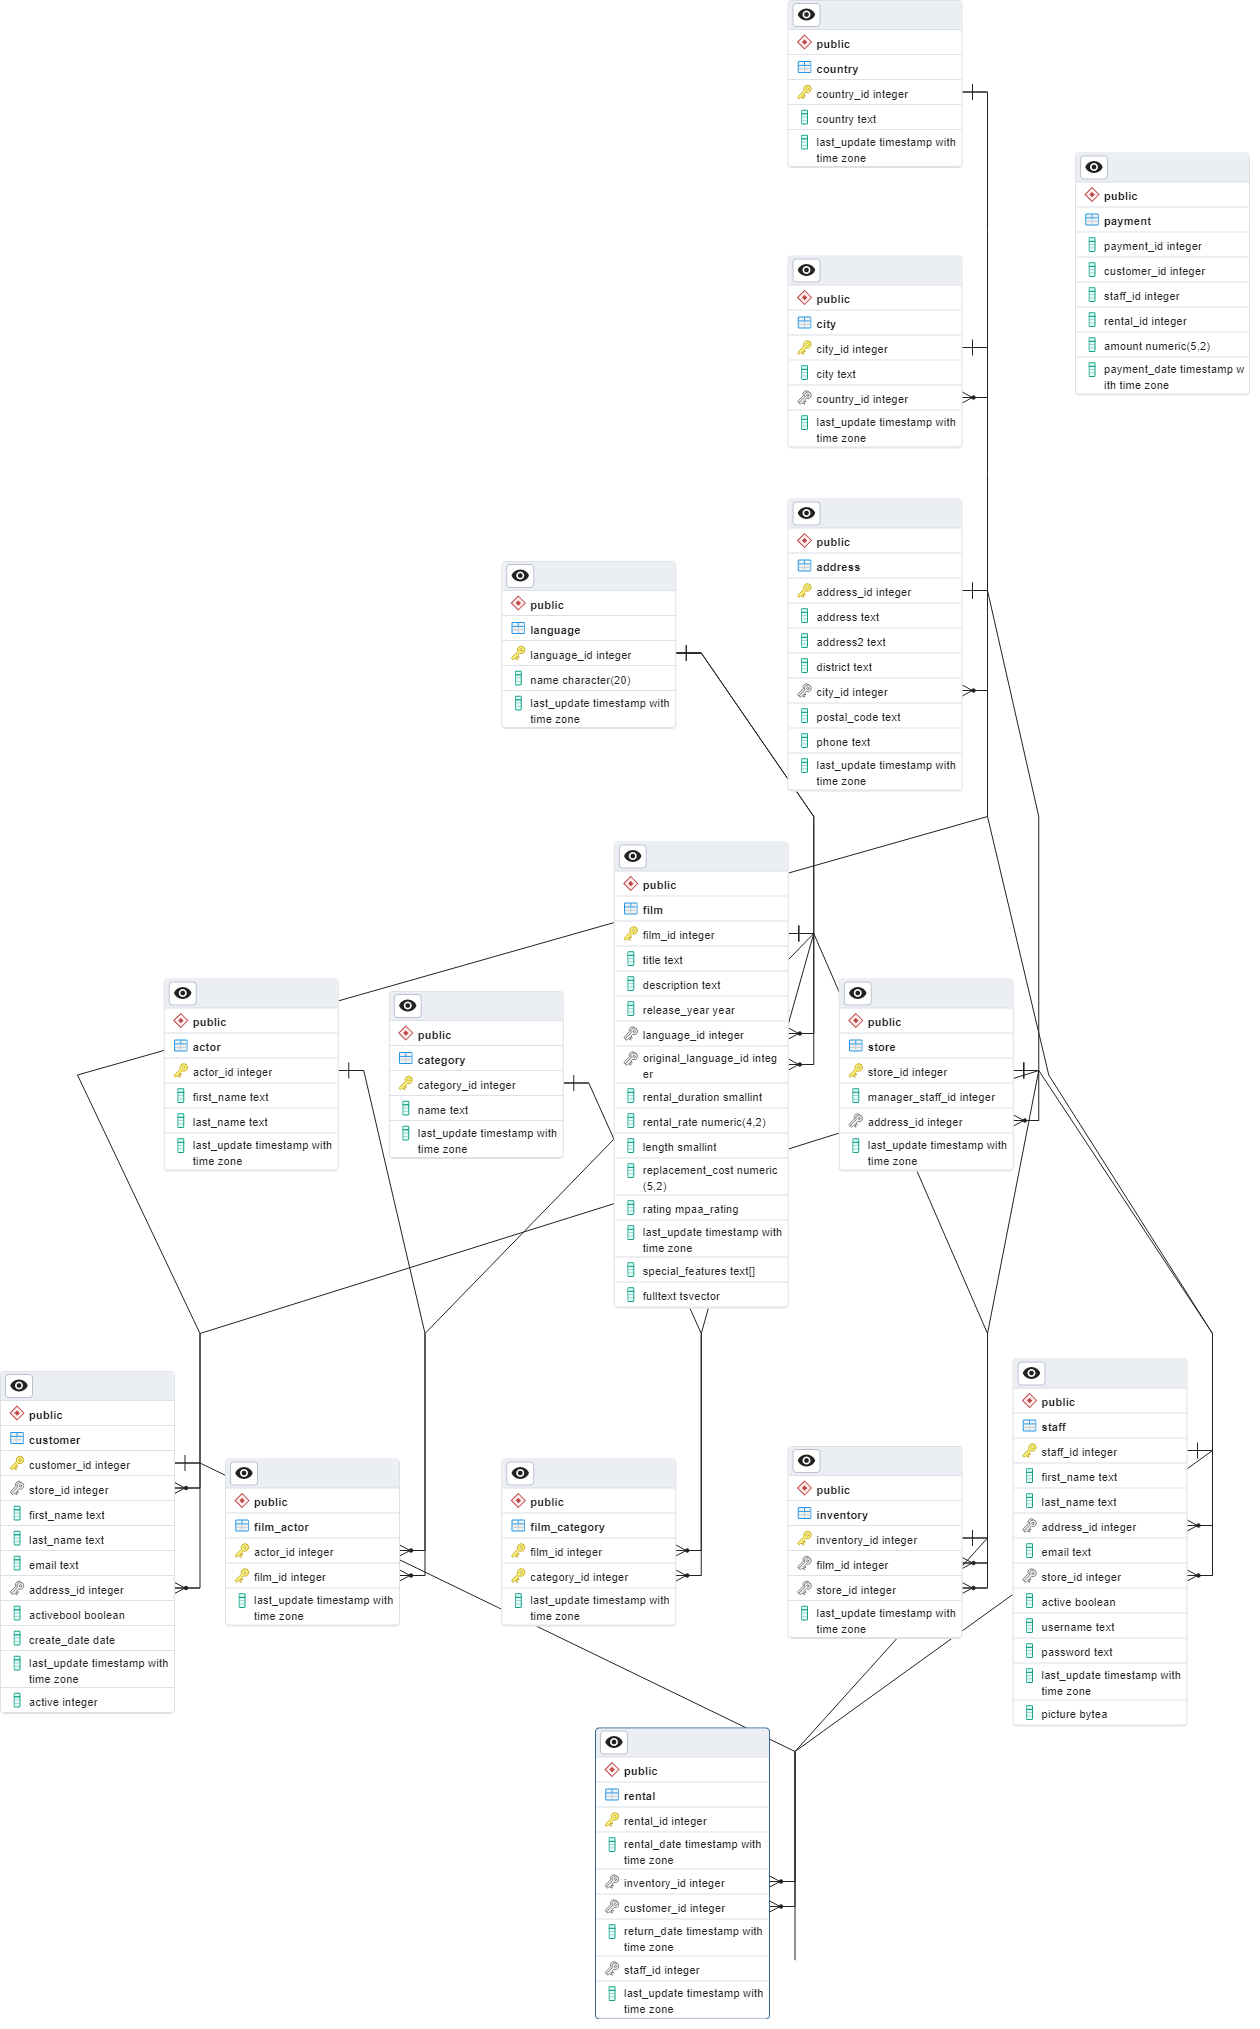 public
country
country_id integer
country text
last_update timestamp with
time zone
public
payment
payment_id integer
customer_id integer
staff_id integer
rental_id integer
amount numeric(5,2)
payment_date timestamp w
ith time zone
public
city
city_id integer
city text
country_id integer
last_update timestamp with
time zone
public
address
address_id integer
address text
address2 text
district text
city_id integer
postal_code text
phone text
last_update timestamp with
time zone
public
language
language_id integer
name character(20)
last_update timestamp with
time zone
public
film
film_id integer
title text
description text
release_year year
language_id integer
original_language_id integ
er
rental_duration smallint
rental_rate numeric(4,2)
length smallint
replacement_cost numeric
(5,2)
rating mpaa_rating
last_update timestamp with
time zone
special_features text[]
fulltext tsvector
public
actor
actor_id integer
first_name text
last_name text
last_update timestamp with
time zone
public
category
category_id integer
name text
last_update timestamp with
time zone
public
store
store_id integer
manager_staff_id integer
address_id integer
last_update timestamp with
time zone
public
customer
customer_id integer
store_id integer
first_name text
last_name text
email text
address_id integer
activebool boolean
create_date date
last_update timestamp with
time zone
active integer
public
film_actor
actor_id integer
film_id integer
last_update timestamp with
time zone
public
film_category
film_id integer
category_id integer
last_update timestamp with
time zone
public
inventory
inventory_id integer
film_id integer
store_id integer
last_update timestamp with
time zone
public
staff
staff_id integer
first_name text
last_name text
address_id integer
email text
store_id integer
active boolean
username text
password text
last_update timestamp with
time zone
picture bytea
public
rental
rental_id integer
rental_date timestamp with
time zone
inventory_id integer
customer_id integer
return_date timestamp with
time zone
staff_id integer
last_update timestamp with
time zone